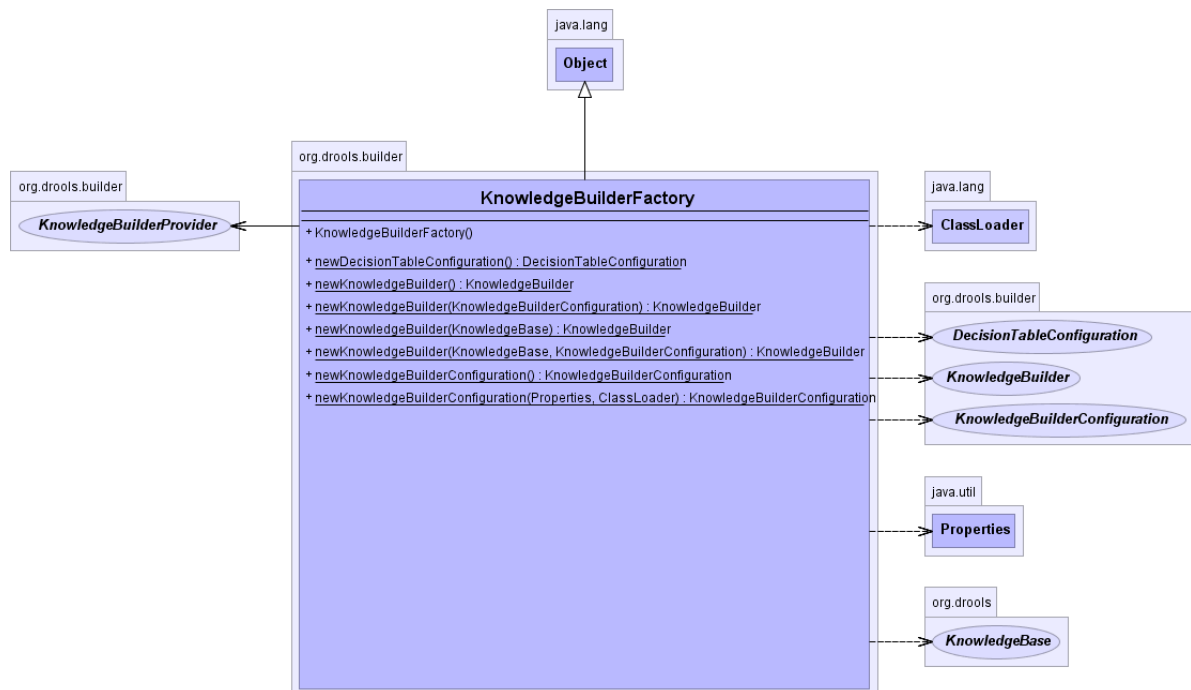 java.lang
Object
org.drools.builder
KnowledgeBuilderFactory
+ KnowledgeBuilderFactory()
+ newDecisionTableConfiguration() : DecisionTableConfiguration
+ newKnowledgeBuilder() : KnowledgeBuilder
+ newKnowledgeBuilder(KnowledgeBuilderConfiguration) : KnowledgeBuilder
+ newKnowledgeBuilder(KnowledgeBase) : KnowledgeBuilder
+ newKnowledgeBuilder(KnowledgeBase, KnowledgeBuilderConfiguration) : KnowledgeBuilder
+ newKnowledgeBuilderConfiguration() : KnowledgeBuilderConfiguration
+ newKnowledgeBuilderConfiguration(Properties, ClassLoader) : KnowledgeBuilderConfiguration
org.drools.builder
KnowledgeBuilderProvider
java.lang
ClassLoader
org.drools.builder
DecisionTableConfiguration
KnowledgeBuilder
KnowledgeBuilderConfiguration
java.util
Properties
org.drools
KnowledgeBase